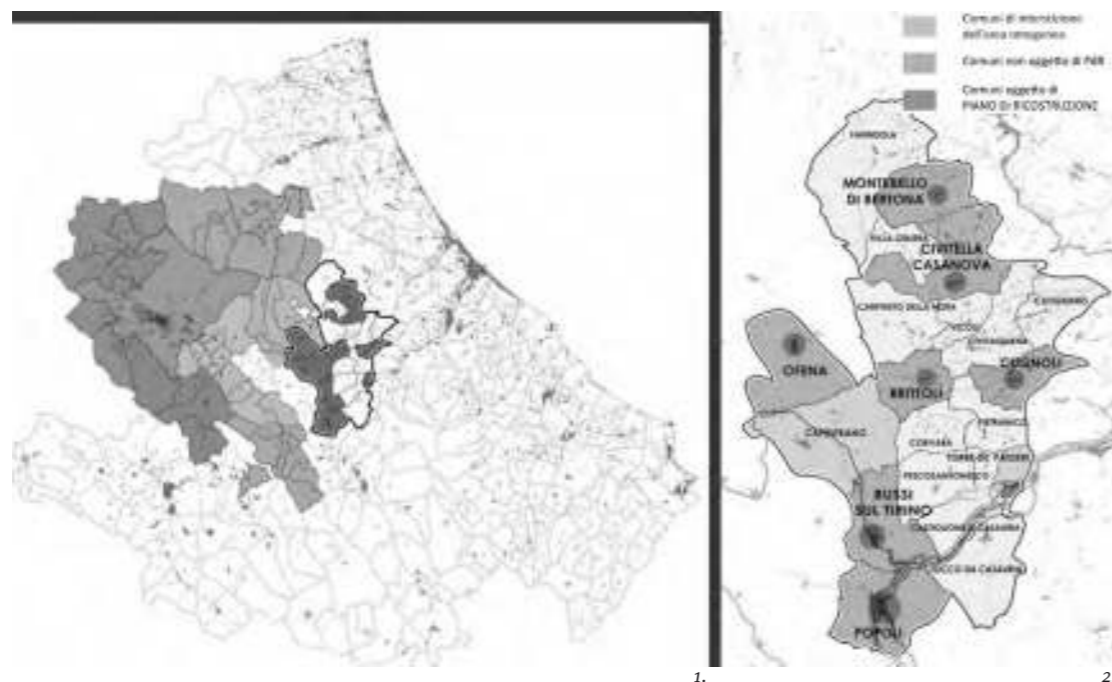 Comuni di interstizione
dell'area omogenea
Comuni non oggetto di PdR
Comuni oggetto di
PIANO DI RICOSTRUZIONE
FARINDOLA
MONTEBELLO
DI BERTONA
VILLA CELIERA
CIVITELLA
CASANOVA
CARPINETO DELLA NORA
CATIGNANO
VICOLI
CIVITAQUANA
OFENA
CUGNOLI
BRITTOLI
PIETRANICO
CAPESTRANO
CORVARA
TORRE DE' PASSERI
PESCOSANSONESCO
BUSSI
SUL TIRINO
CASTIGLIONE A CASAURIA
TOCCO DA CASAURIA
POPOLI
1.
2